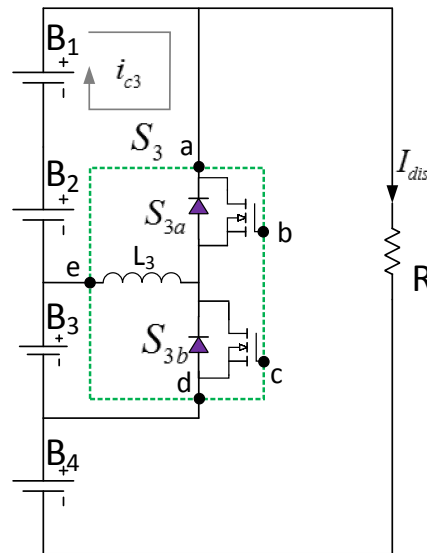 B1
+
−
ic3
S3
a
Idis
B2
+
−
S3a
b
e
L3
R
B3
+
−
S3b
c
d
B4
+
−